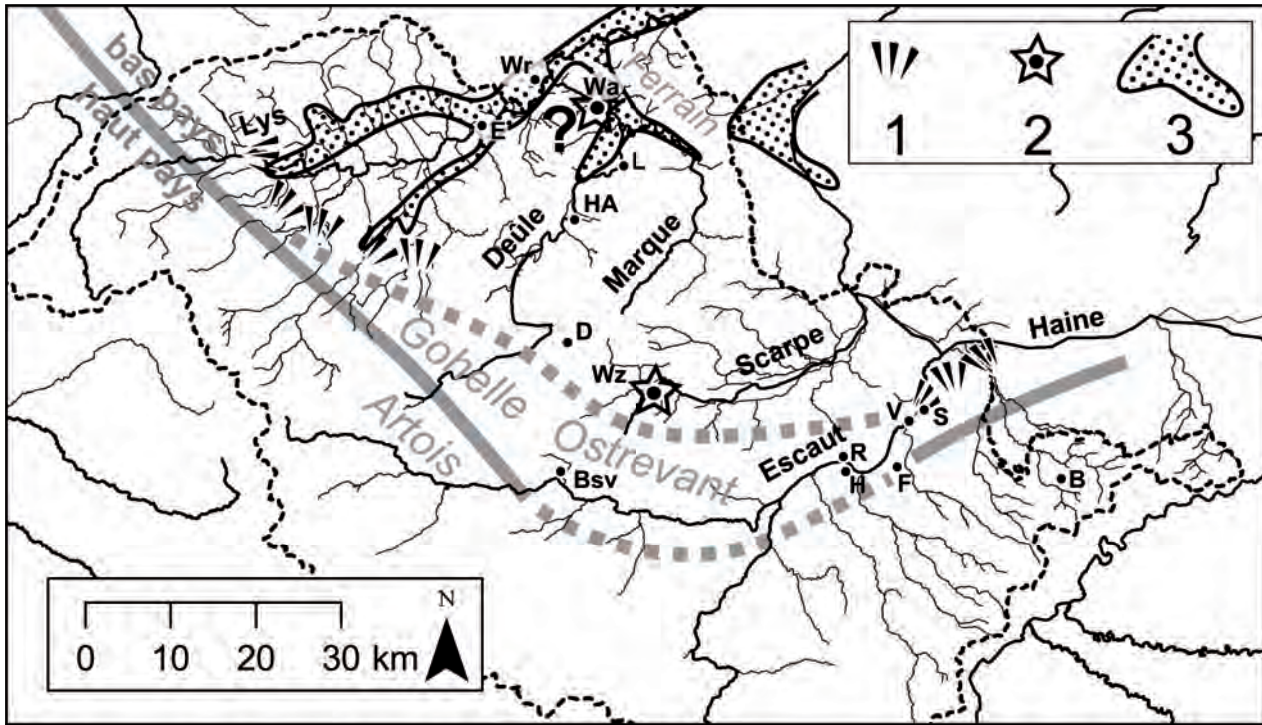 bas pays
Haut pays
Lys
Wr
Wa
Ferrain
E
?
L
HA
Deûle
Marque
D
Gohelle
Artois
Ostrevant
Wz
Scarpe
Haine
Escaut
V
S
R
H
F
B
Bsv
1
2
3
0 10 20 30 km
N